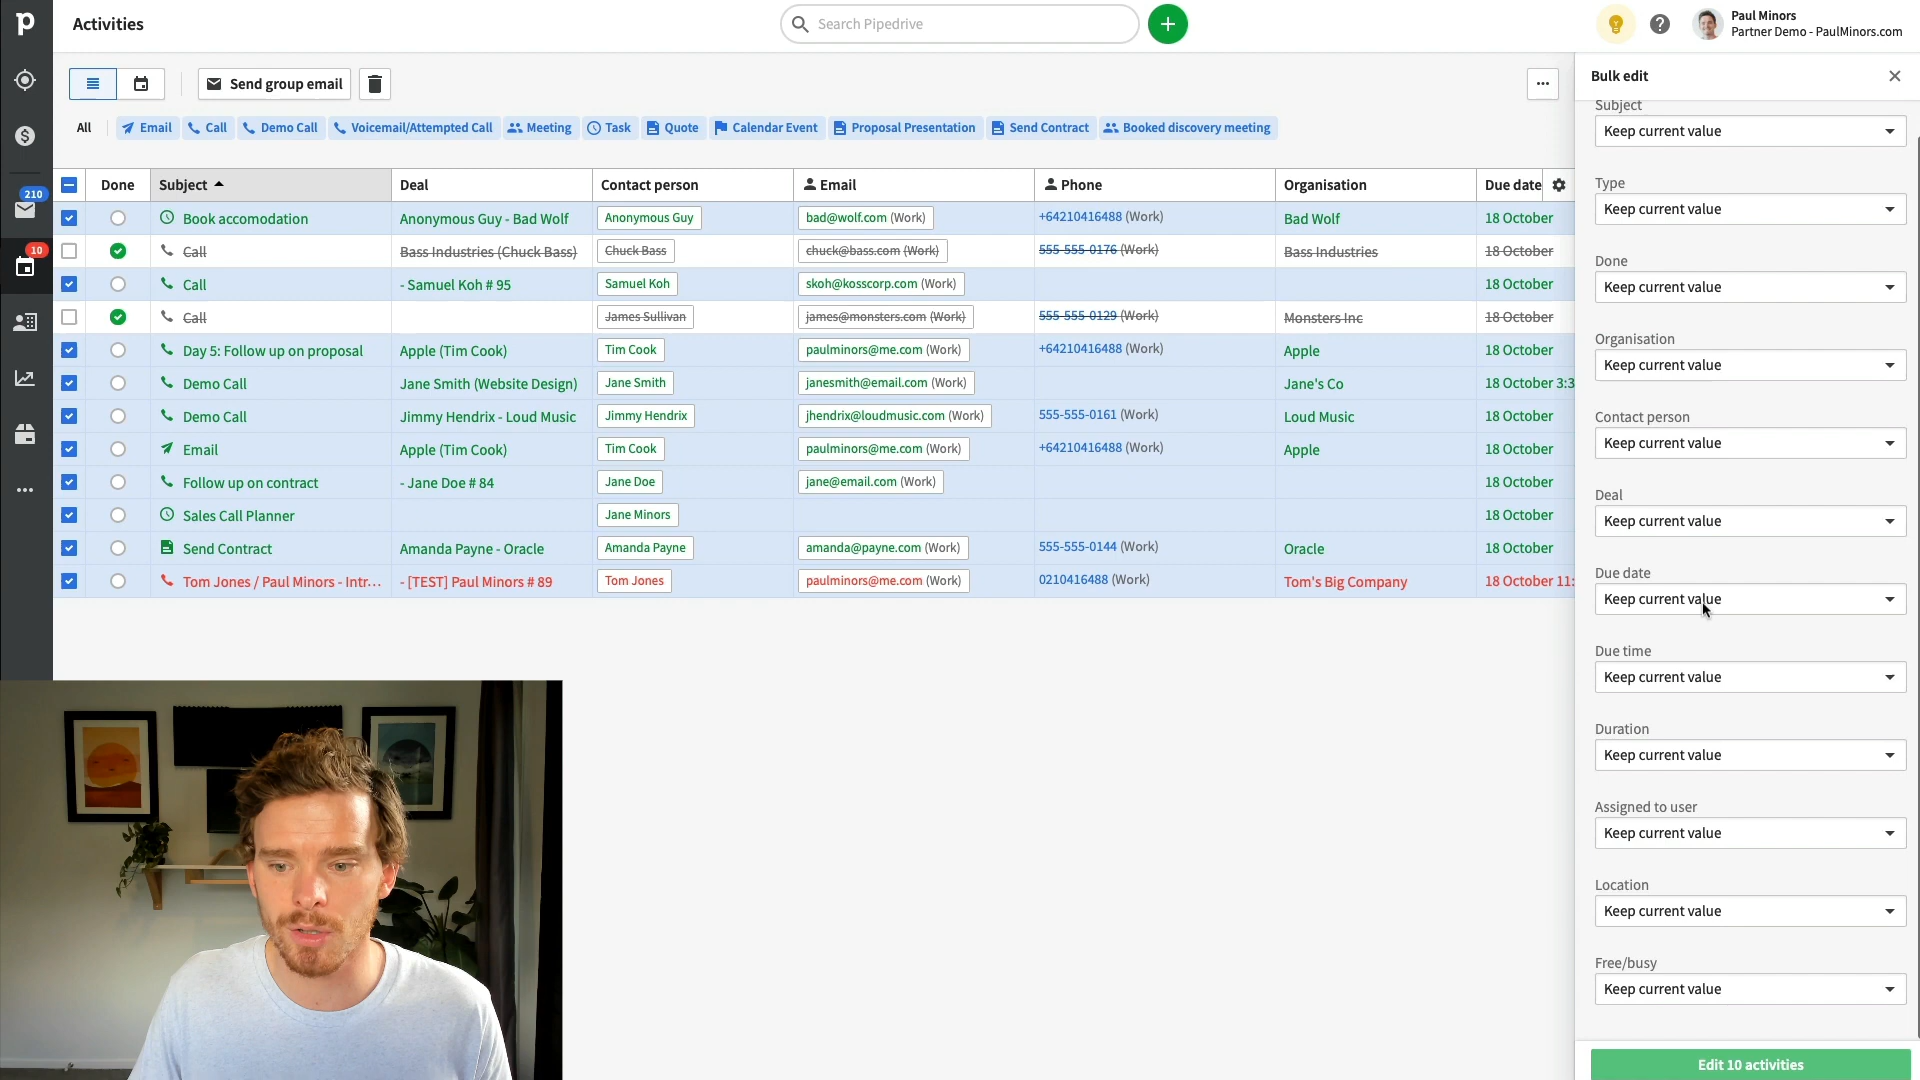 p
Activities
Search Pipedrive
Paul Minors
Partner Demo - PaulMinors.com
Send group email
...
Bulk edit
All
Email
Call
Demo Call
Voicemail/Attempted Call
Meeting
Task
Quote
Calendar Event
Proposal Presentation
Send Contract
Booked discovery meeting
210
10
Done Subject Deal Contact person Email Phone Organisation Due date
Book accomodation Anonymous Guy - Bad Wolf Anonymous Guy bad@wolf.com (Work) +64210416488 (Work) Bad Wolf 18 October
Call Bass Industries (Chuck Bass) Chuck Bass chuck@bass.com (Work) 555-555-0176 (Work) Bass Industries 18 October
Call - Samuel Koh # 95 Samuel Koh skoh@kosscorp.com (Work) 18 October
Call James Sullivan james@monsters.com (Work) 555-555-0129 (Work) Monsters Inc 18 October
Day 5: Follow up on proposal Apple (Tim Cook) Tim Cook paulminors@me.com (Work) +64210416488 (Work) Apple 18 October
Demo Call Jane Smith (Website Design) Jane Smith janesmith@email.com (Work) Jane's Co 18 October 3:3
Demo Call Jimmy Hendrix - Loud Music Jimmy Hendrix jhendrix@loudmusic.com (Work) 555-555-0161 (Work) Loud Music 18 October
Email Apple (Tim Cook) Tim Cook paulminors@me.com (Work) +64210416488 (Work) Apple 18 October
Follow up on contract - Jane Doe # 84 Jane Doe jane@email.com (Work) 18 October
Sales Call Planner Jane Minors 18 October
Send Contract Amanda Payne - Oracle Amanda Payne amanda@payne.com (Work) 555-555-0144 (Work) Oracle 18 October
Tom Jones / Paul Minors - Intr... - [TEST] Paul Minors # 89 Tom Jones paulminors@me.com (Work) 0210416488 (Work) Tom's Big Company 18 October 11:
Subject
Keep current value
Type
Keep current value
Done
Keep current value
Organisation
Keep current value
Contact person
Keep current value
Deal
Keep current value
Due date
Keep current value
Due time
Keep current value
Duration
Keep current value
Assigned to user
Keep current value
Location
Keep current value
Free/busy
Keep current value
Edit 10 activities